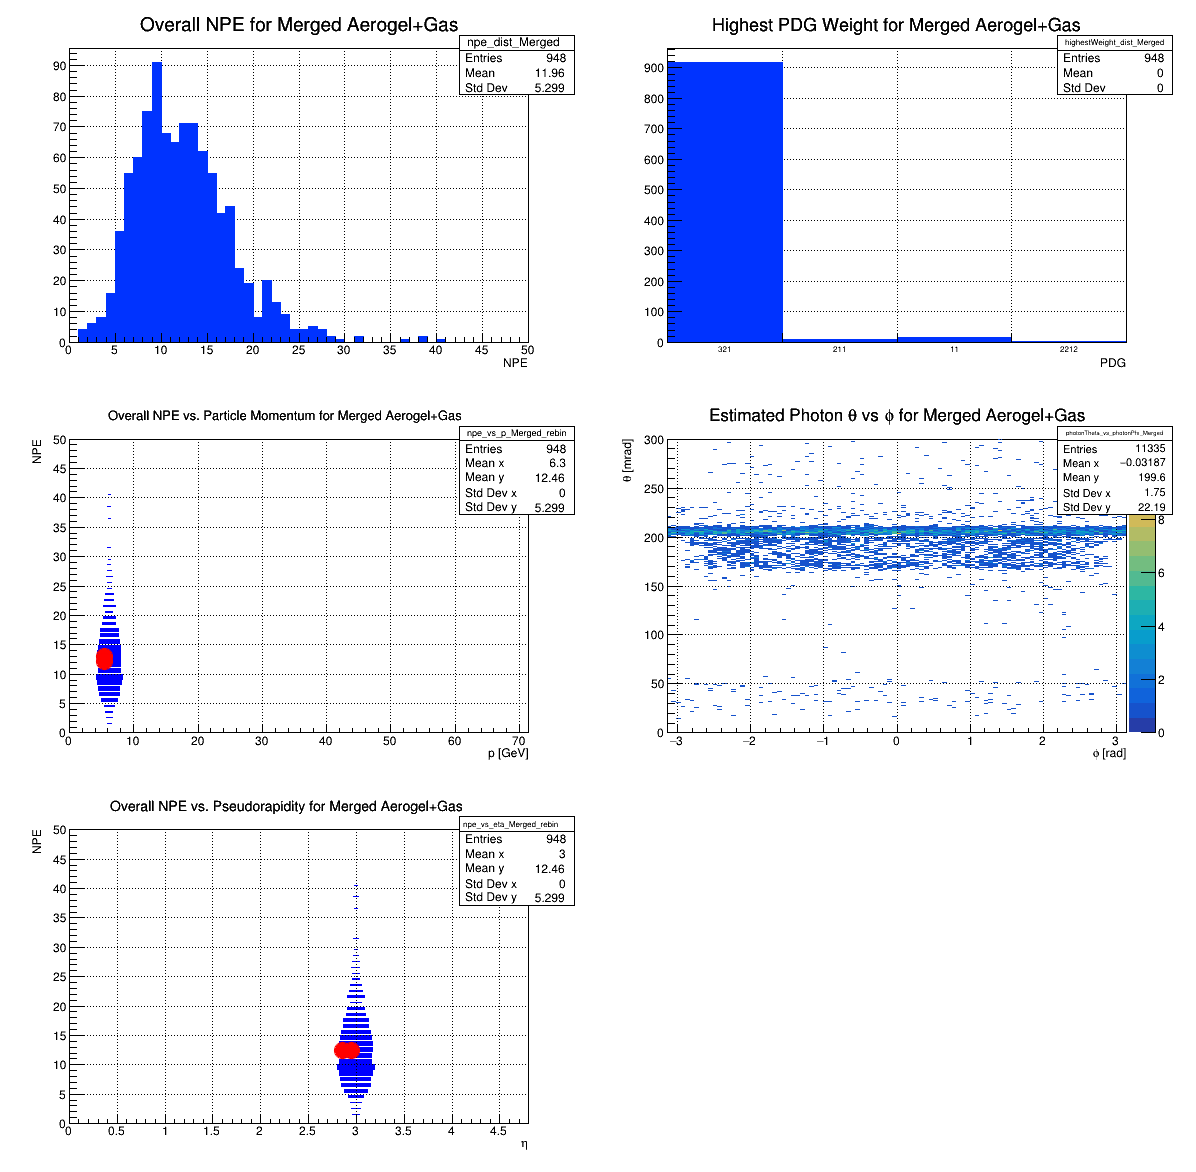 Overall NPE for Merged Aerogel+Gas
npe_dist_Merged
Entries 948
Mean 11.96
Std Dev 5.299
90
80
70
60
50
40
30
20
10
0
0 5 10 15 20 25 30 35 40 45 50
NPE
Highest PDG Weight for Merged Aerogel+Gas
highestWeight_dist_Merged
Entries 948
Mean 0
Std Dev 0
900
800
700
600
500
400
300
200
100
0
321 211 11 2212
PDG
Overall NPE vs. Particle Momentum for Merged Aerogel+Gas
npe_vs_p_Merged_rebin
Entries 948
Mean x 6.3
Mean y 12.46
Std Dev x 0
Std Dev y 5.299
NPE
50
45
40
35
30
25
20
15
10
5
0
0 10 20 30 40 50 60 70
p [GeV]
Estimated Photon θ vs ϕ for Merged Aerogel+Gas
photonTheta_vs_photonPhi_Merged
Entries 11335
Mean x −0.03187
Mean y 199.6
Std Dev x 1.75
Std Dev y 22.19
θ [mrad]
300
250
200
150
100
50
0
−3 −2 −1 0 1 2 3
ϕ [rad]
8
6
4
2
0
Overall NPE vs. Pseudorapidity for Merged Aerogel+Gas
npe_vs_eta_Merged_rebin
Entries 948
Mean x 3
Mean y 12.46
Std Dev x 0
Std Dev y 5.299
NPE
50
45
40
35
30
25
20
15
10
5
0
0 0.5 1 1.5 2 2.5 3 3.5 4 4.5
η